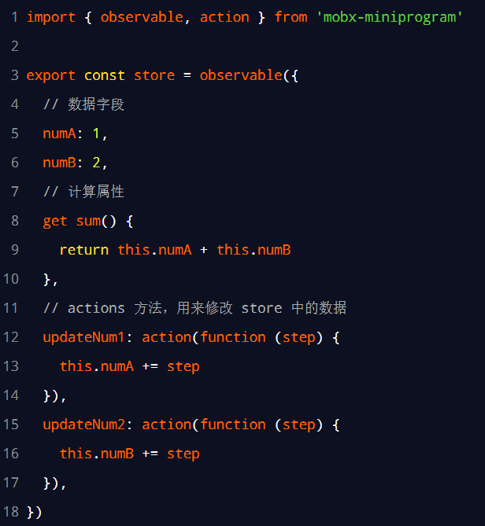 1 import { observable, action } from 'mobx-miniprogram'
2
3 export const store = observable({
4 // 数据字段
5 numA: 1,
6 numB: 2,
7 // 计算属性
8 get sum() {
9 return this.numA + this.numB
10 },
11 // actions 方法，用来修改 store 中的数据
12 updateNum1: action(function (step) {
13 this.numA += step
14 }),
15 updateNum2: action(function (step) {
16 this.numB += step
17 }),
18 })